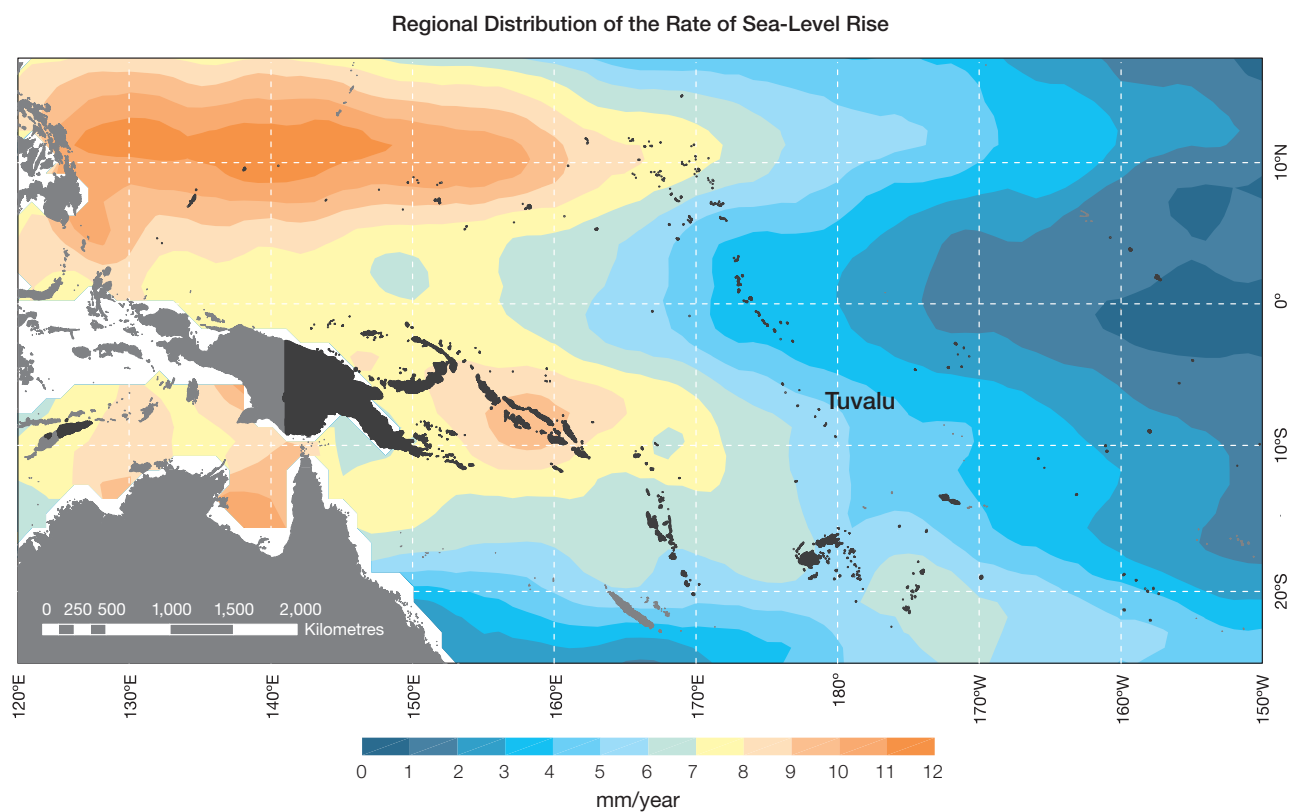 Regional Distribution of the Rate of Sea-Level Rise
10°N
0°
10°S
20°S
Tuvalu
0 250 500 1,000 1,500 2,000
Kilometres
120°E 130°E 140°E 150°E 160°E 170°E 180° 170°W 160°W 150°W
0 1 2 3 4 5 6 7 8 9 10 11 12
mm/year